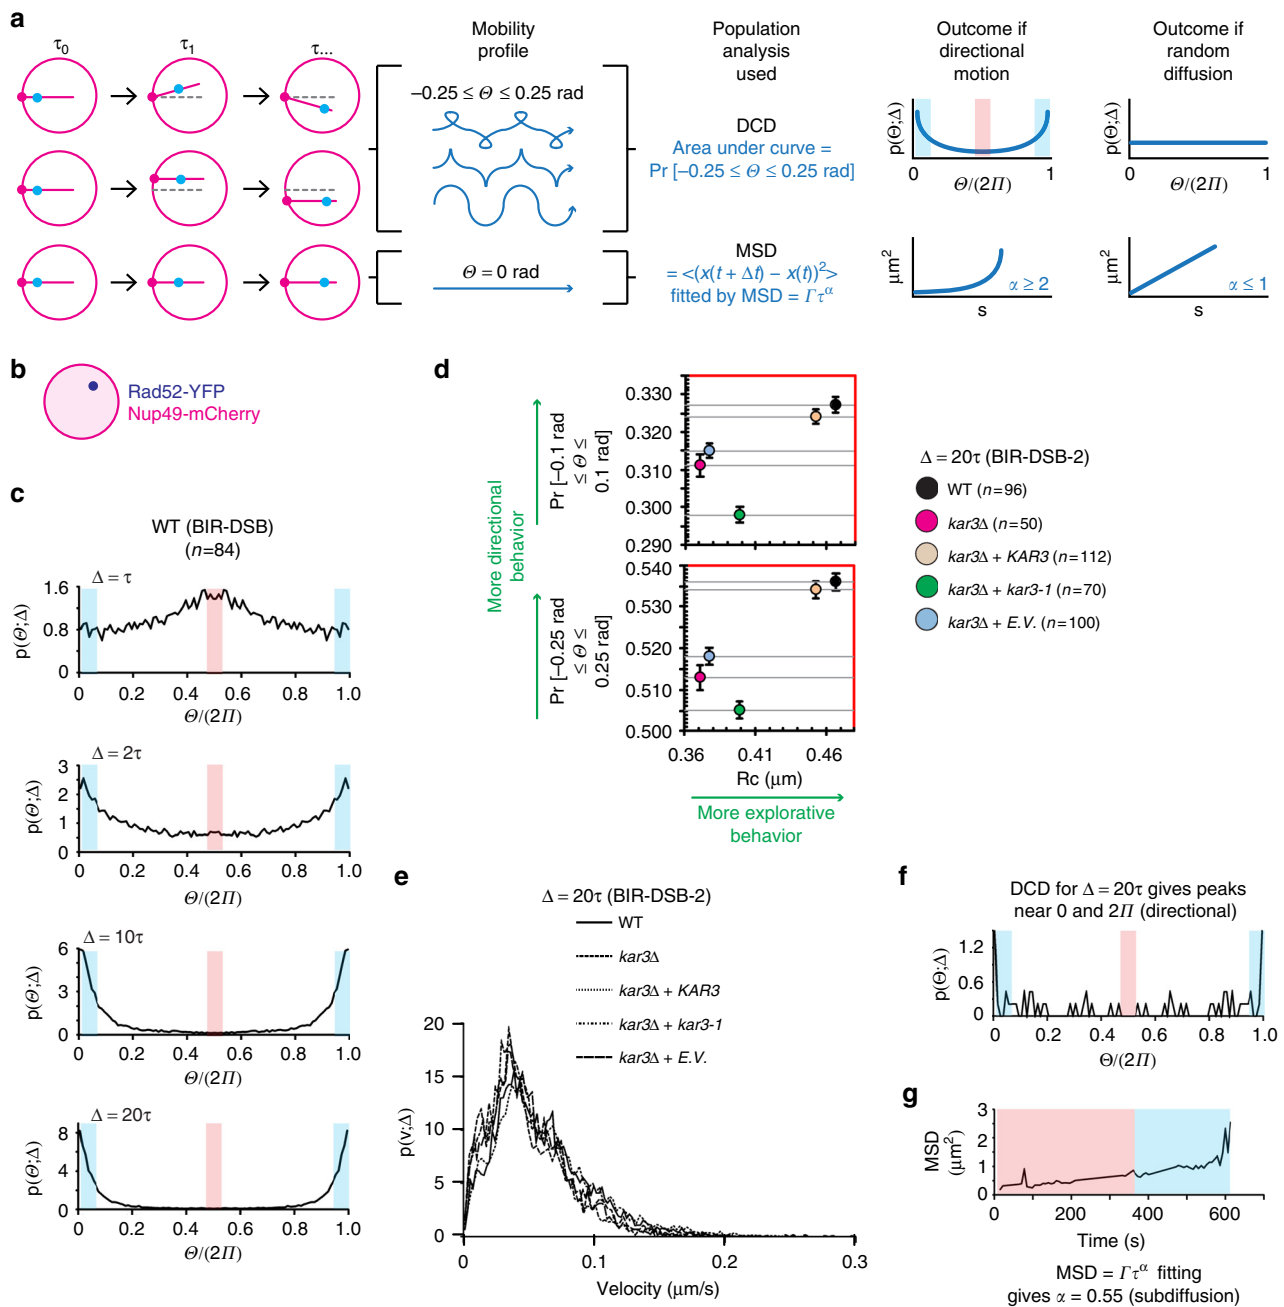 a
τ0
τ1
τ...
Mobility
profile
Population
analysis
used
Outcome if
directional
motion
Outcome if
random
diffusion
−0.25 ≤ Θ ≤ 0.25 rad
DCD
Area under curve =
Pr [−0.25 ≤ Θ ≤ 0.25 rad]
p(Θ;Δ)
0
1
Θ/(2Π)
p(Θ;Δ)
0
1
Θ/(2Π)
Θ = 0 rad
MSD
= <(x(t + Δt) − x(t))²>
fitted by MSD = Γτ^α
μm²
α ≥ 2
s
μm²
α ≤ 1
s
b
Rad52-YFP
Nup49-mCherry
c
WT (BIR-DSB)
(n=84)
Δ = τ
p(Θ;Δ)
1.6
0.8
0
0 0.2 0.4 0.6 0.8 1.0
Θ/(2Π)
Δ = 2τ
p(Θ;Δ)
3
2
1
0
0 0.2 0.4 0.6 0.8 1.0
Θ/(2Π)
Δ = 10τ
p(Θ;Δ)
6
3
0
0 0.2 0.4 0.6 0.8 1.0
Θ/(2Π)
Δ = 20τ
p(Θ;Δ)
8
4
0
0 0.2 0.4 0.6 0.8 1.0
Θ/(2Π)
d
More directional
behavior
Pr [−0.1 rad
≤ Θ ≤
0.1 rad]
0.330
0.320
0.310
0.300
0.290
Pr [−0.25 rad
≤ Θ ≤
0.25 rad]
0.540
0.530
0.520
0.510
0.500
0.36 0.41 0.46
Rc (μm)
More explorative
behavior
Δ = 20τ (BIR-DSB-2)
WT (n=96)
kar3Δ (n=50)
kar3Δ + KAR3 (n=112)
kar3Δ + kar3-1 (n=70)
kar3Δ + E.V. (n=100)
e
Δ = 20τ (BIR-DSB-2)
WT
kar3Δ
kar3Δ + KAR3
kar3Δ + kar3-1
kar3Δ + E.V.
p(v;Δ)
20
15
10
5
0
0 0.1 0.2 0.3
Velocity (μm/s)
f
DCD for Δ = 20τ gives peaks
near 0 and 2Π (directional)
p(Θ;Δ)
1.2
0.6
0
0 0.2 0.4 0.6 0.8 1.0
Θ/(2Π)
g
MSD
(μm²)
3
2
1
0
0 200 400 600
Time (s)
MSD = Γτ^α fitting
gives α = 0.55 (subdiffusion)